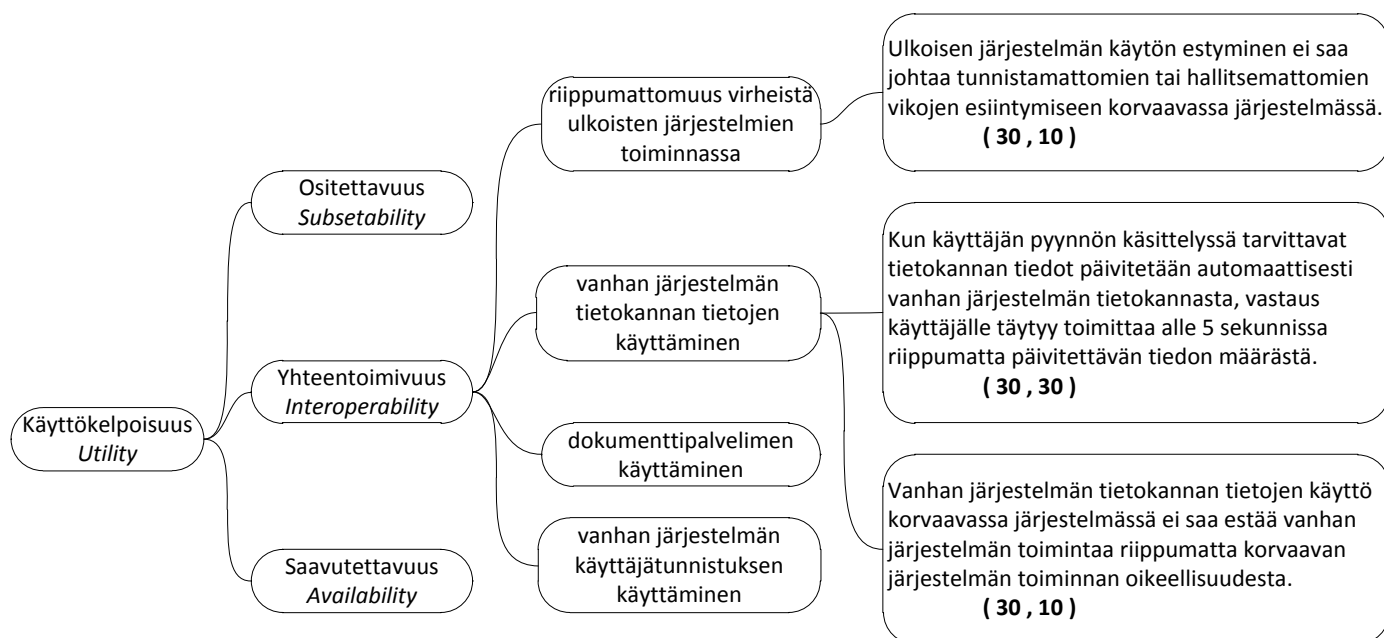 Käyttökelpoisuus
Utility
Ositettavuus
Subsetability
Yhteentoimivuus
Interoperability
Saavutettavuus
Availability
riippumattomuus virheistä
ulkoisten järjestelmien
toiminnassa
vanhan järjestelmän
tietokannan tietojen
käyttäminen
dokumenttipalvelimen
käyttäminen
vanhan järjestelmän
käyttäjätunnistuksen
käyttäminen
Ulkoisen järjestelmän käytön estyminen ei saa
johtaa tunnistamattomien tai hallitsemattomien
vikojen esiintymiseen korvaavassa järjestelmässä.
( 30 , 10 )
Kun käyttäjän pyynnön käsittelyssä tarvittavat
tietokannan tiedot päivitetään automaattisesti
vanhan järjestelmän tietokannasta, vastaus
käyttäjälle täytyy toimittaa alle 5 sekunnissa
riippumatta päivitettävän tiedon määrästä.
( 30 , 30 )
Vanhan järjestelmän tietokannan tietojen käyttö
korvaavassa järjestelmässä ei saa estää vanhan
järjestelmän toimintaa riippumatta korvaavan
järjestelmän toiminnan oikeellisuudesta.
( 30 , 10 )